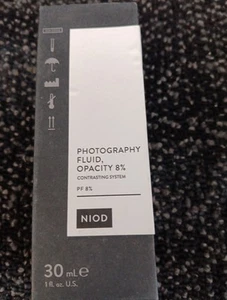 PHOTOGRAPHY
FLUID,
OPACITY 8%
CONTRASTING SYSTEM
PF 8%
NIOD
30 mL℮
1 fl. oz. U.S.